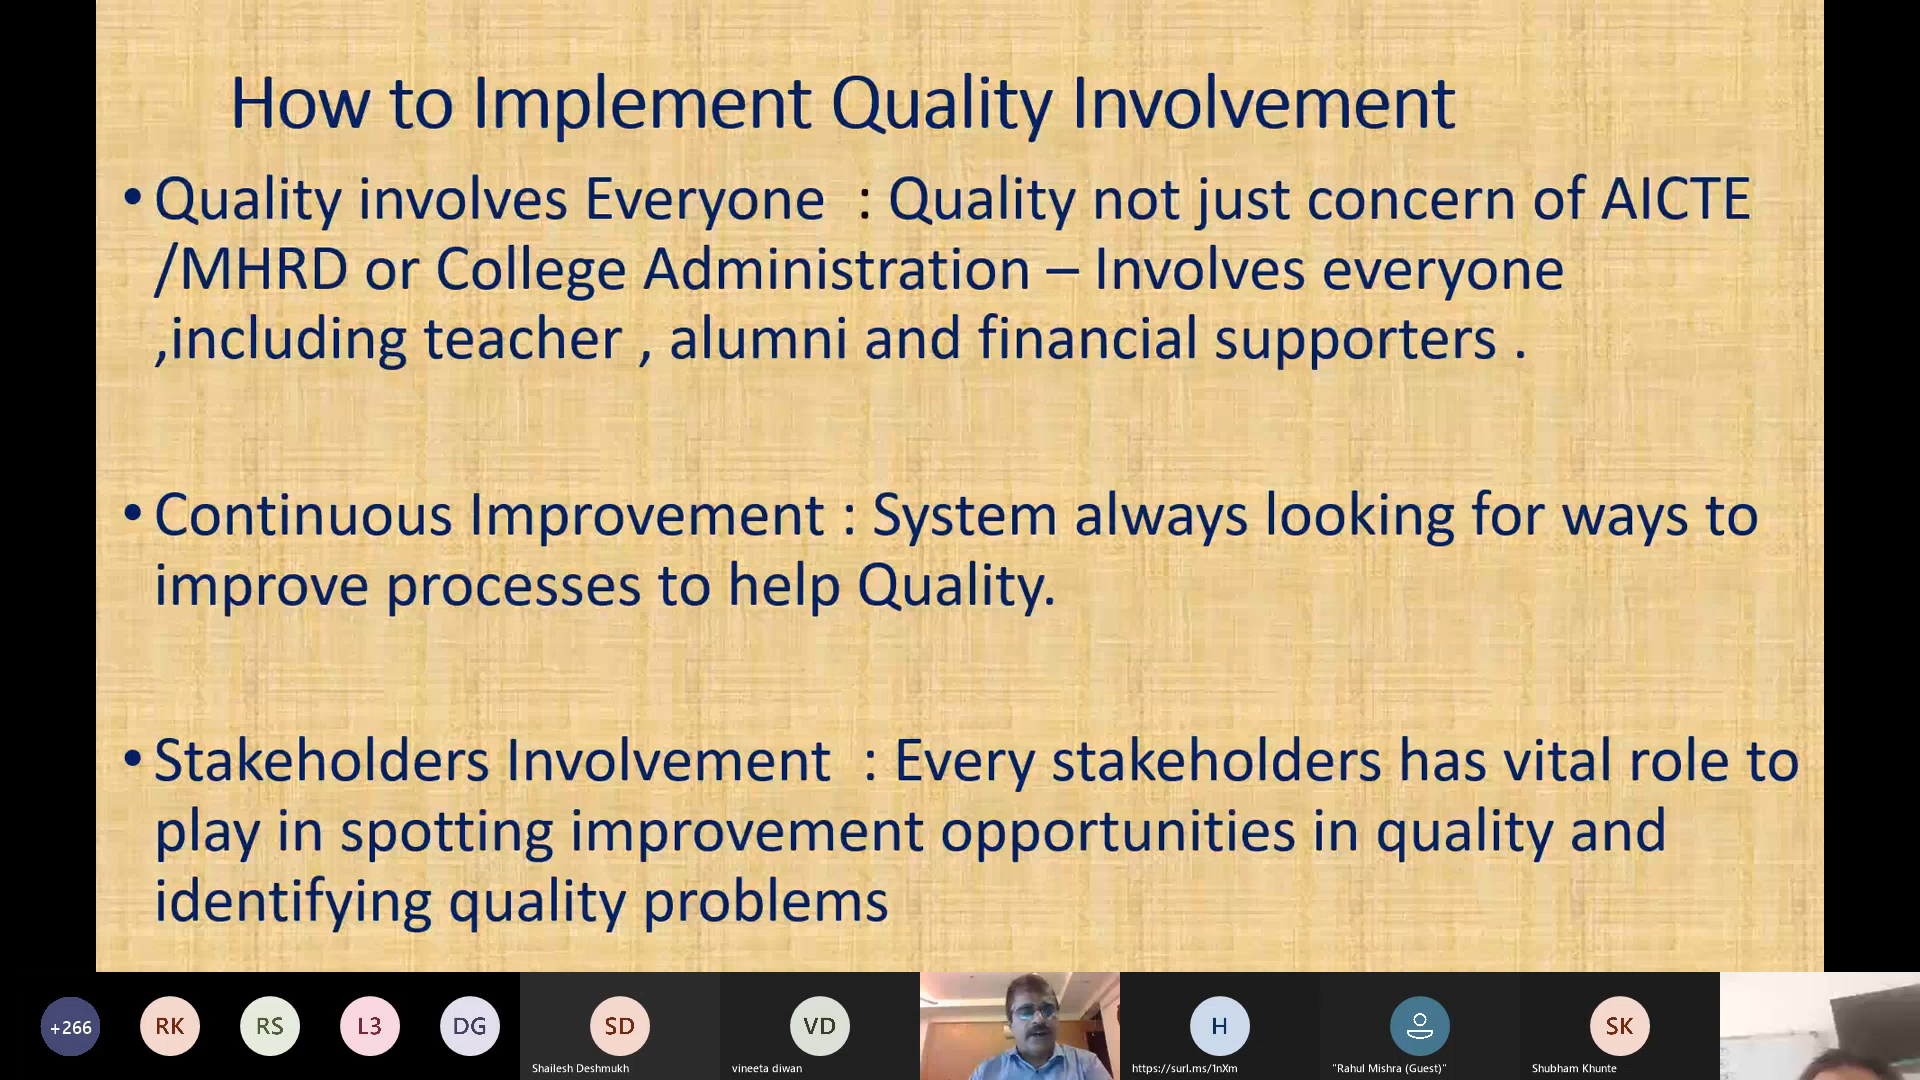 How to Implement Quality Involvement
• Quality involves Everyone : Quality not just concern of AICTE
/MHRD or College Administration – Involves everyone
,including teacher , alumni and financial supporters .
• Continuous Improvement : System always looking for ways to
improve processes to help Quality.
• Stakeholders Involvement : Every stakeholders has vital role to
play in spotting improvement opportunities in quality and
identifying quality problems
+266 RK RS L3 DG SD VD H SK
Shailesh Deshmukh vineeta diwan https://surl.ms/1nXm "Rahul Mishra (Guest)" Shubham Khunte